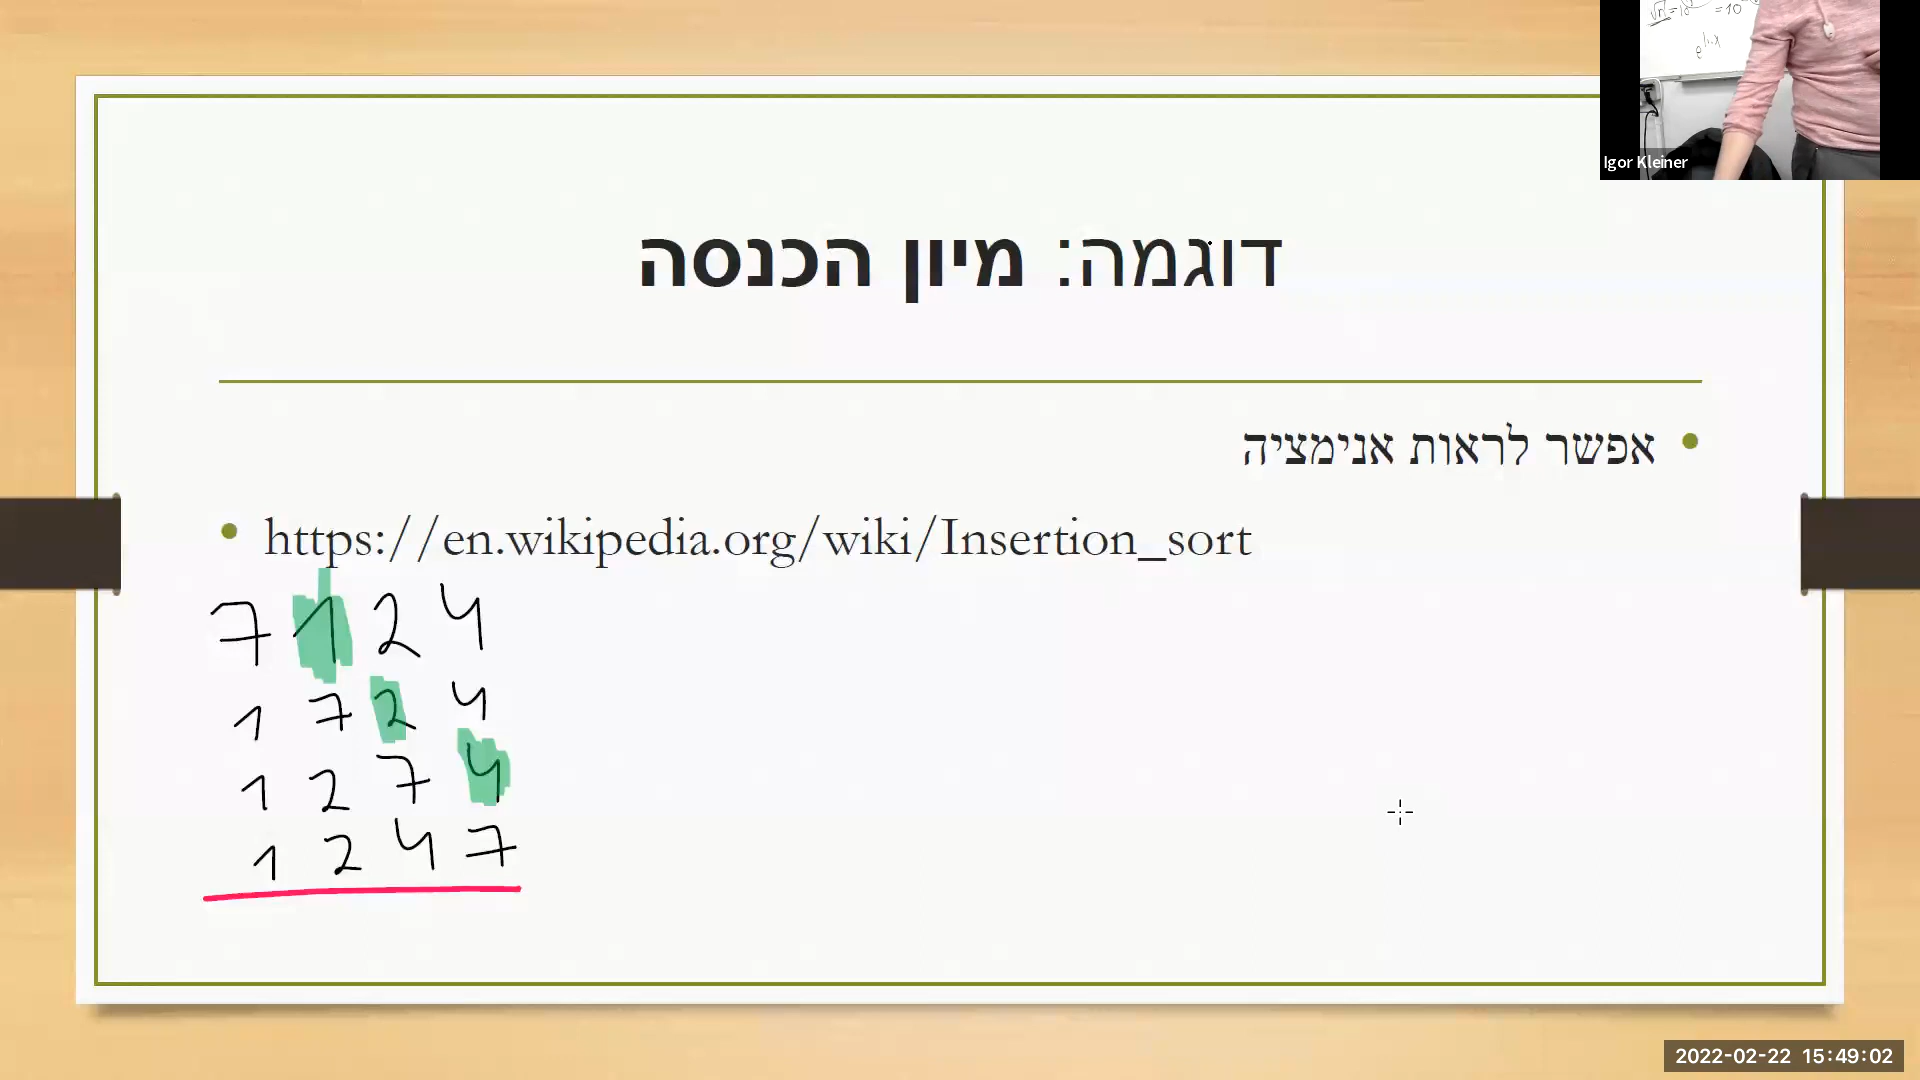 Igor Kleiner
דוגמה: מיון הכנסה
אפשר לראות אנימציה
https://en.wikipedia.org/wiki/Insertion_sort
7 1 2 4
1 7 2 4
1 2 7 4
1 2 4 7
2022-02-22 15:49:02